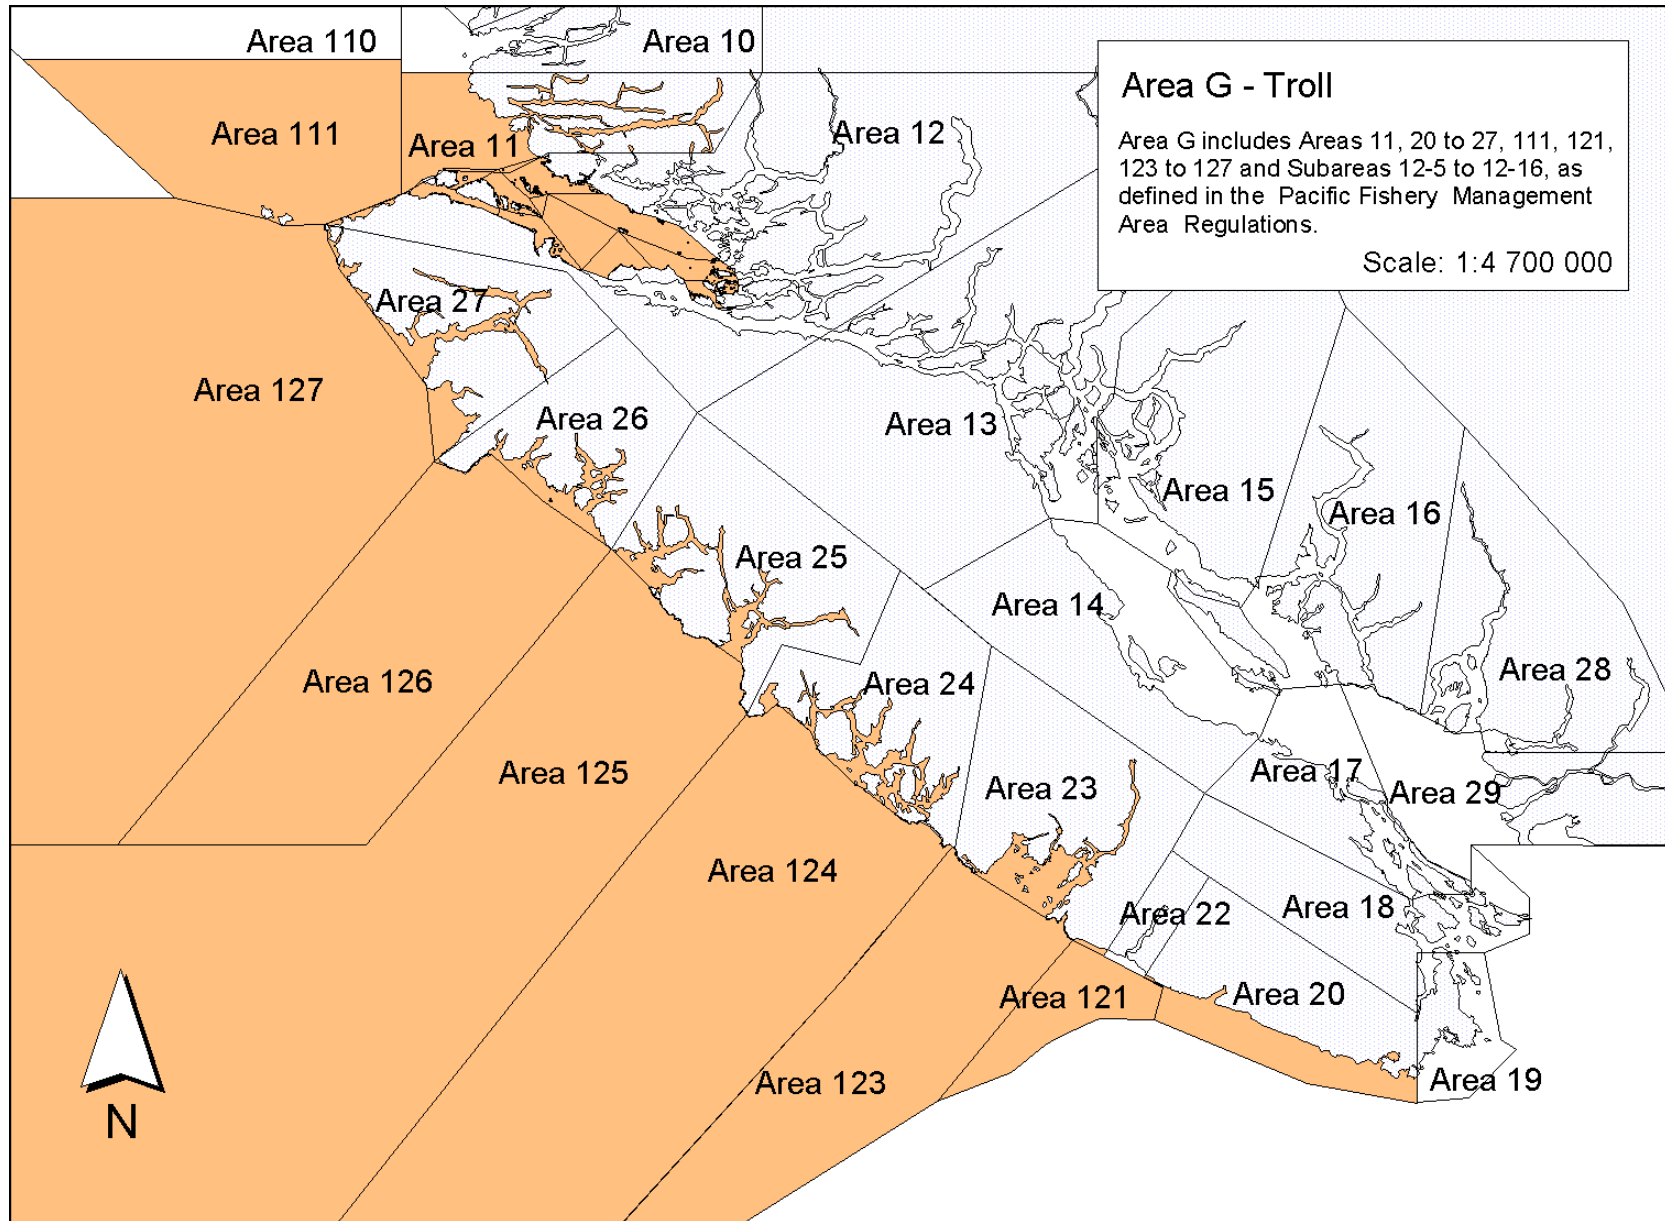 Area 110
Area 10
Area G - Troll
Area G includes Areas 11, 20 to 27, 111, 121,
123 to 127 and Subareas 12-5 to 12-16, as
defined in the Pacific Fishery Management
Area Regulations.
Scale: 1:4 700 000
Area 111
Area 11
Area 12
Area 27
Area 127
Area 26
Area 13
Area 15
Area 16
Area 25
Area 14
Area 126
Area 24
Area 28
Area 125
Area 23
Area 17
Area 29
Area 124
Area 22
Area 18
Area 121
Area 20
Area 123
Area 19
N